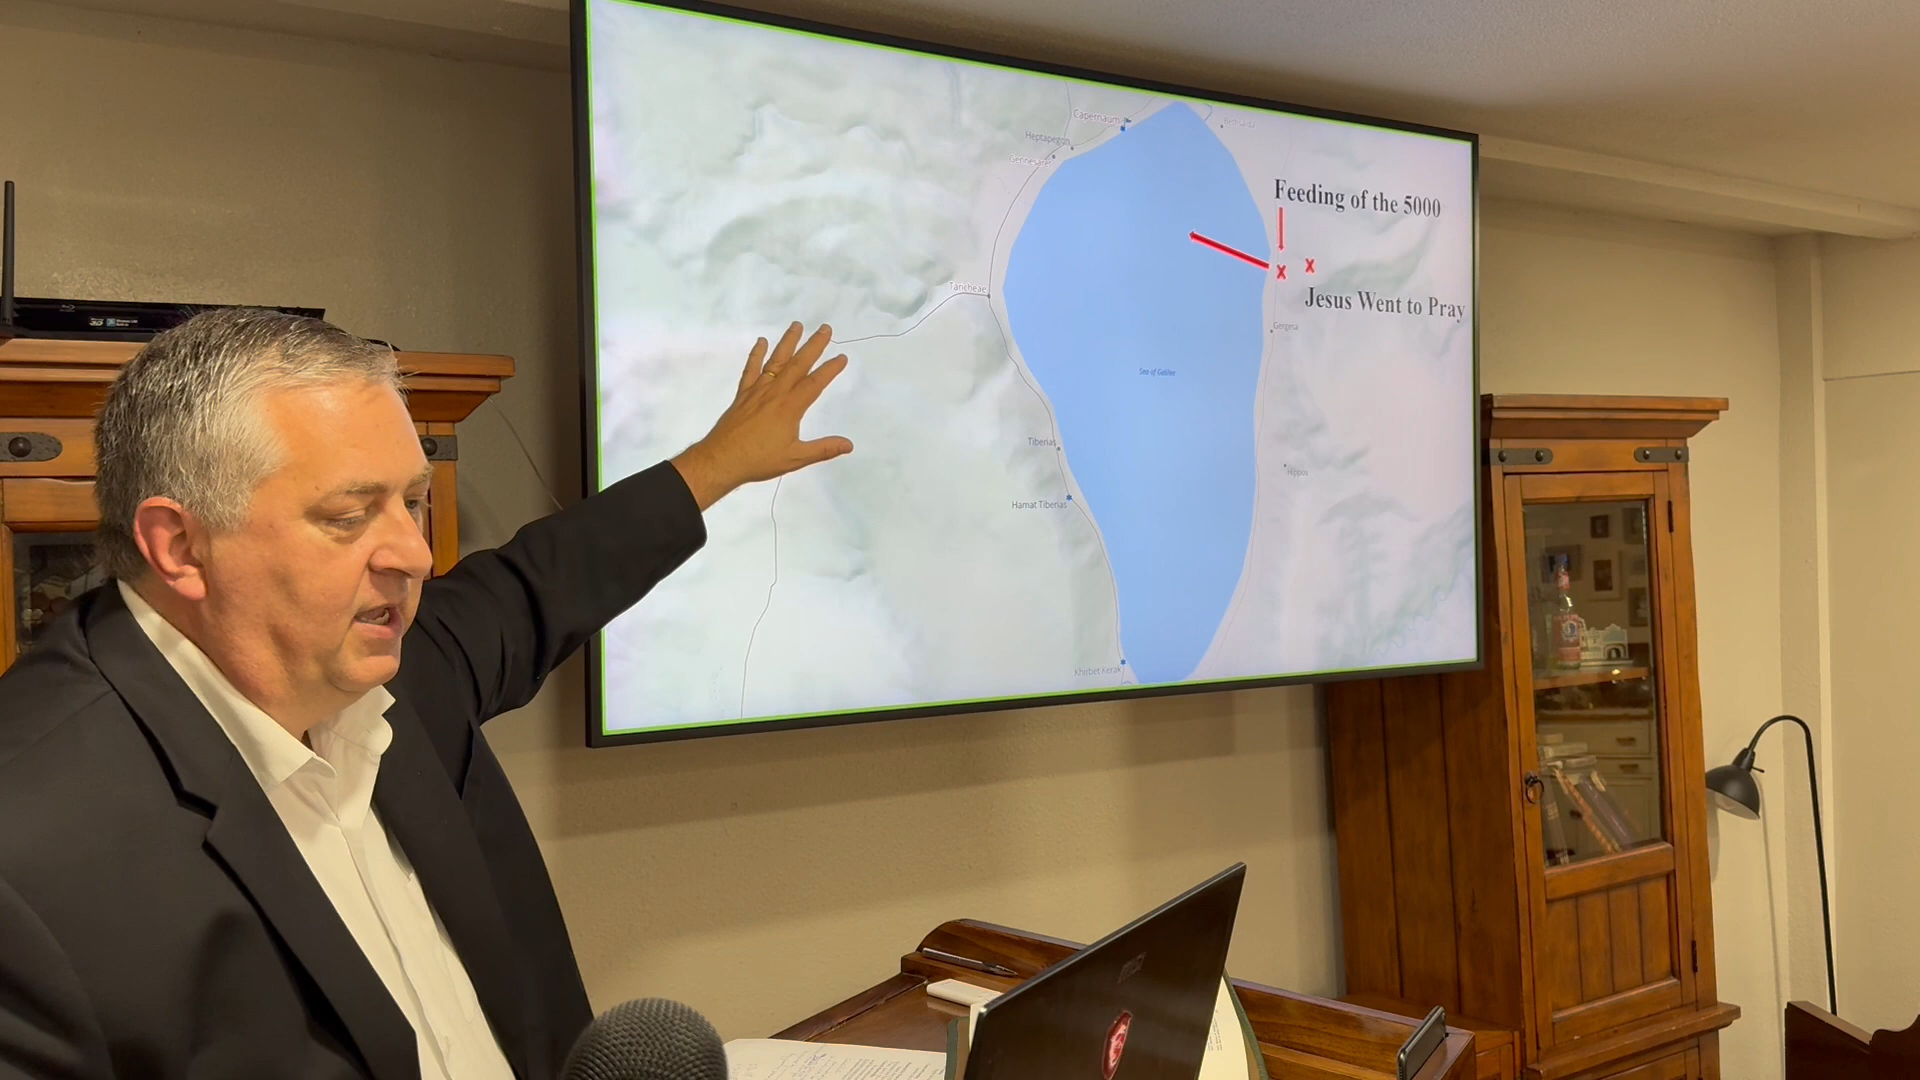 Capernaum
Heptapegon
Gennesaret
Feeding of the 5000
X X
Taricheae
Jesus Went to Pray
Gergesa
Sea of Galilee
Tiberias
Hippos
Hamat Tiberias
Khirbet Kerak